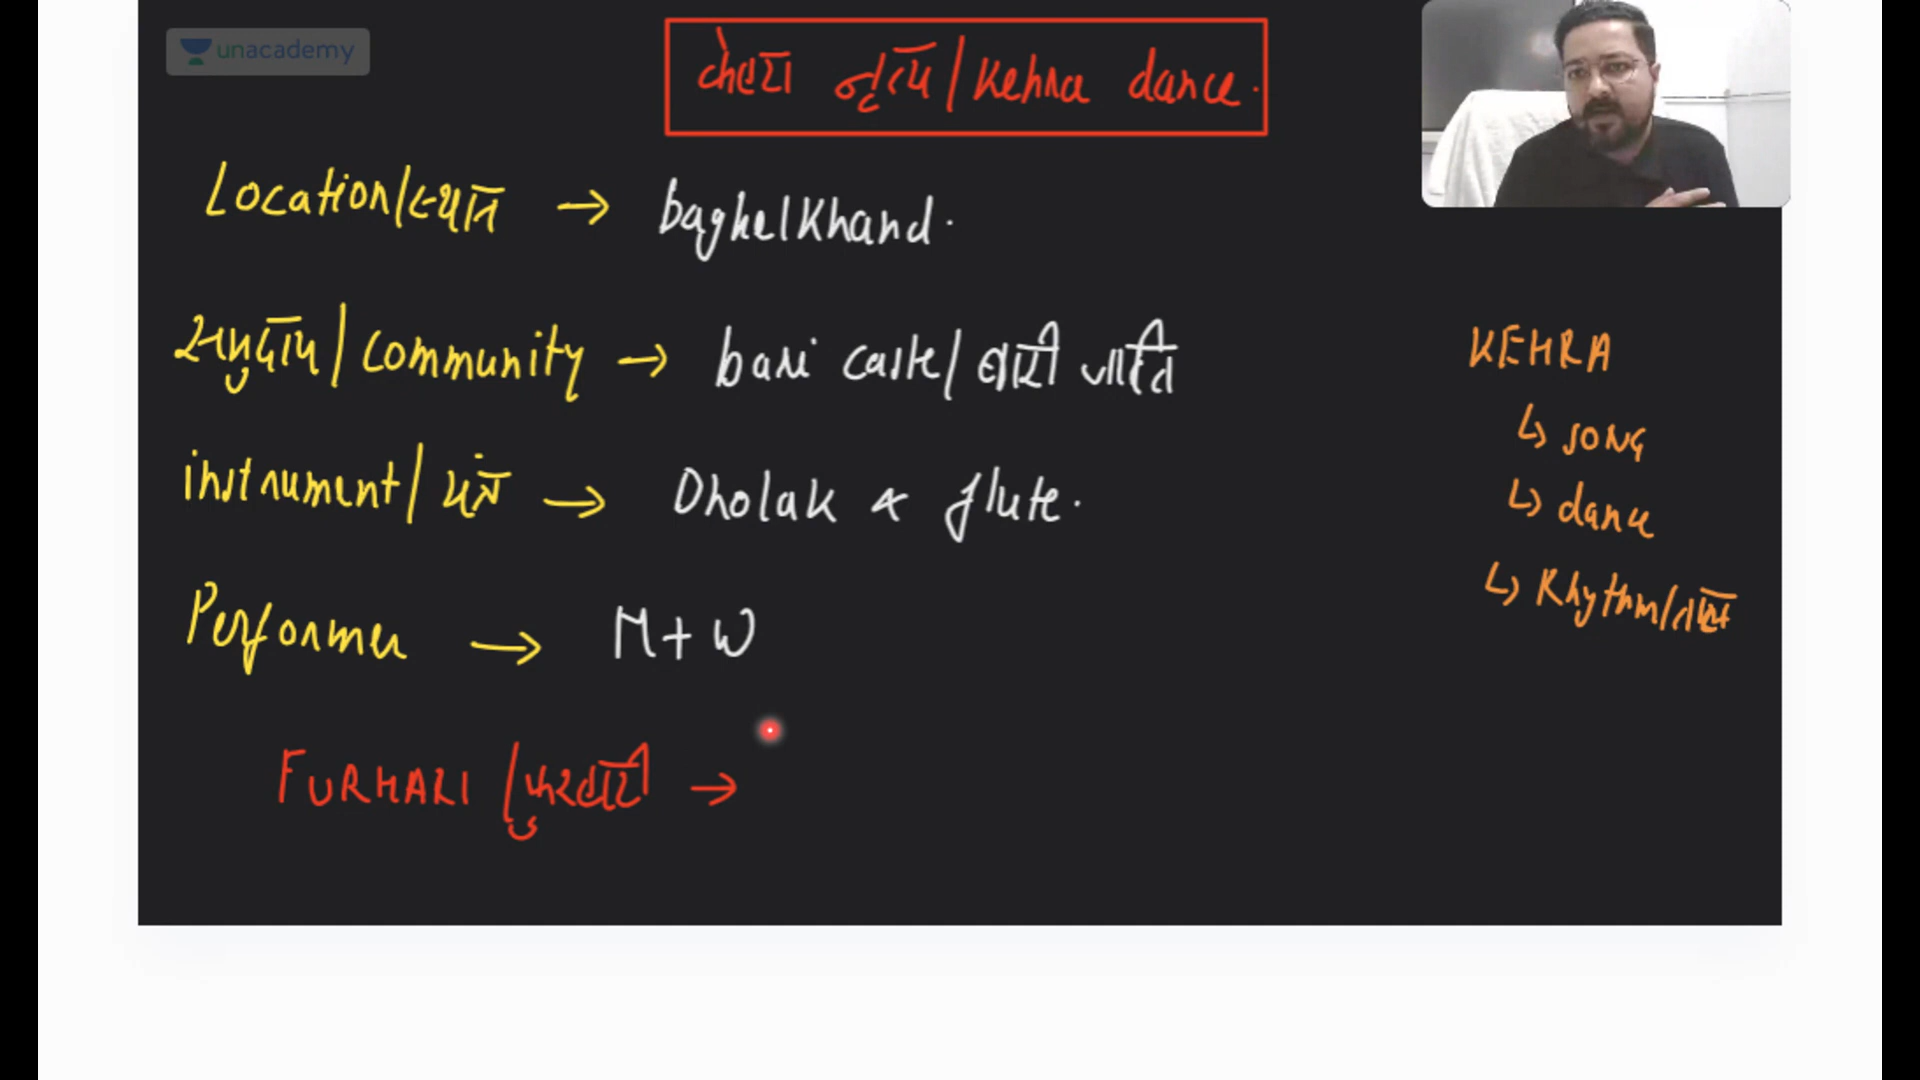 unacademy
केहरा नृत्य/Kehra dance.
Location/स्थान → baghelkhand.
समुदाय/community → bari caste/बारी जाति
instrument/यंत्र → Dholak & flute.
Performer → M+W
FURHARI/फुरहारी →
KEHRA
↳ song
↳ dance
↳ Rhythm/ताल